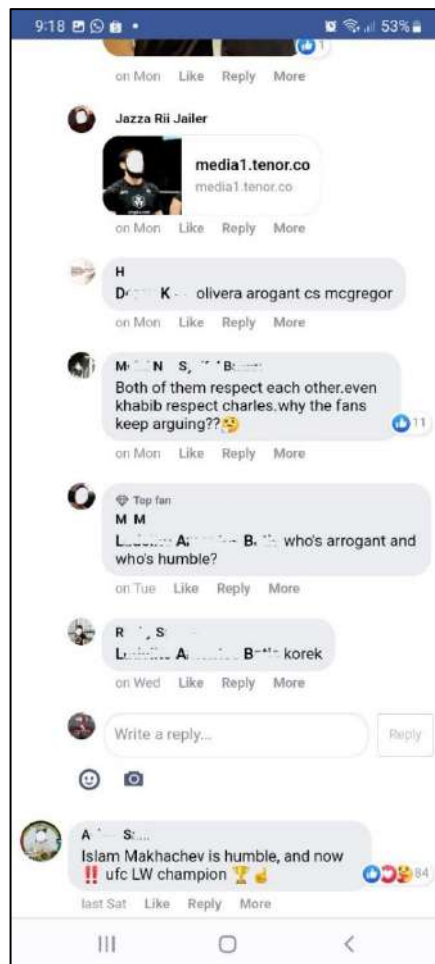 9:18 53%
1
on Mon Like Reply More
Jazza Rii Jailer
media1.tenor.co
media1.tenor.co
on Mon Like Reply More
H
K olivera arogant cs mcgregor
on Mon Like Reply More
Both of them respect each other.even
khabib respect charles.why the fans
keep arguing??
11
on Mon Like Reply More
Top fan
M M
who's arrogant and
who's humble?
on Tue Like Reply More
korek
on Wed Like Reply More
Write a reply...
Reply
Islam Makhachev is humble, and now
‼️ ufc LW champion 🏆☝️
84
last Sat Like Reply More